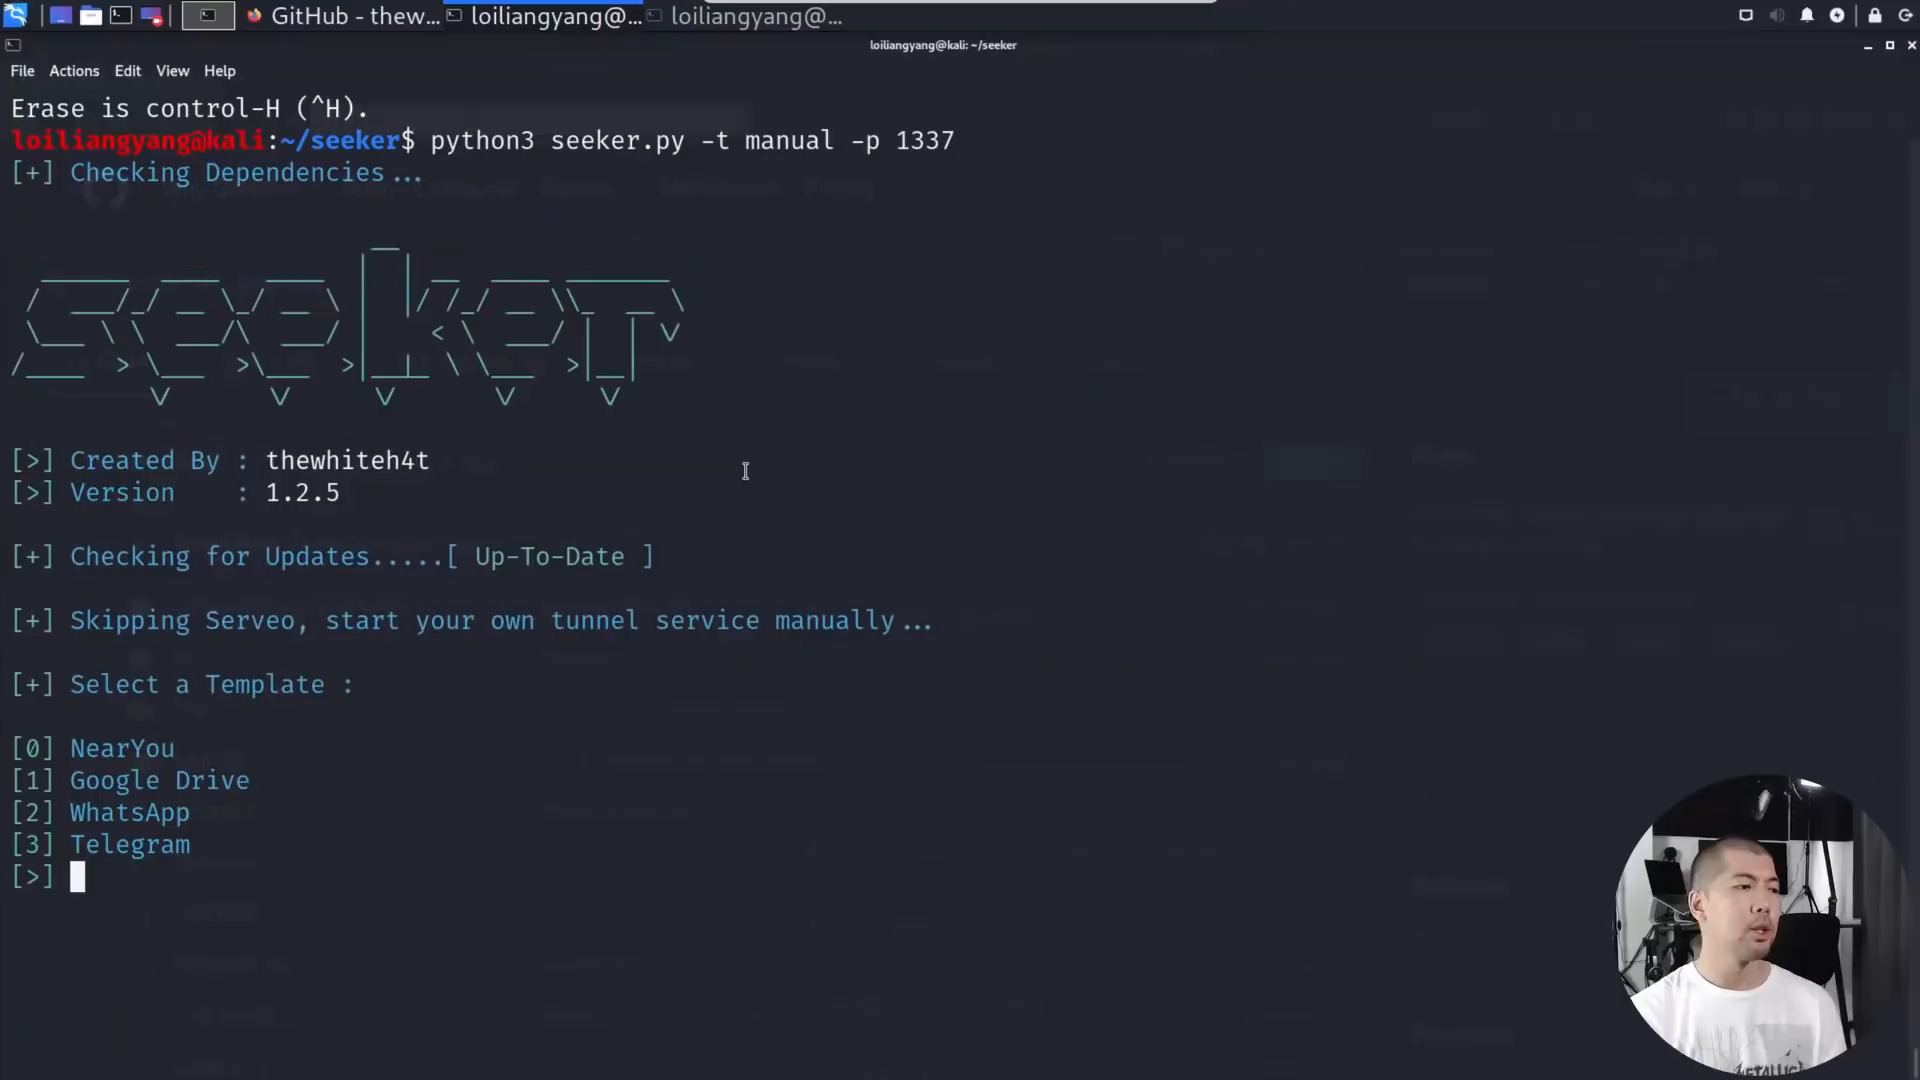 GitHub - thew...
loiliangyang@...
loiliangyang@...
loiliangyang@kali: ~/seeker
File Actions Edit View Help
Erase is control-H (^H).
loiliangyang@kali:~/seeker$ python3 seeker.py -t manual -p 1337
[+] Checking Dependencies...
seeker
[>] Created By : thewhiteh4t
[>] Version : 1.2.5
[+] Checking for Updates.....[ Up-To-Date ]
[+] Skipping Serveo, start your own tunnel service manually...
[+] Select a Template :
[0] NearYou
[1] Google Drive
[2] WhatsApp
[3] Telegram
[>]